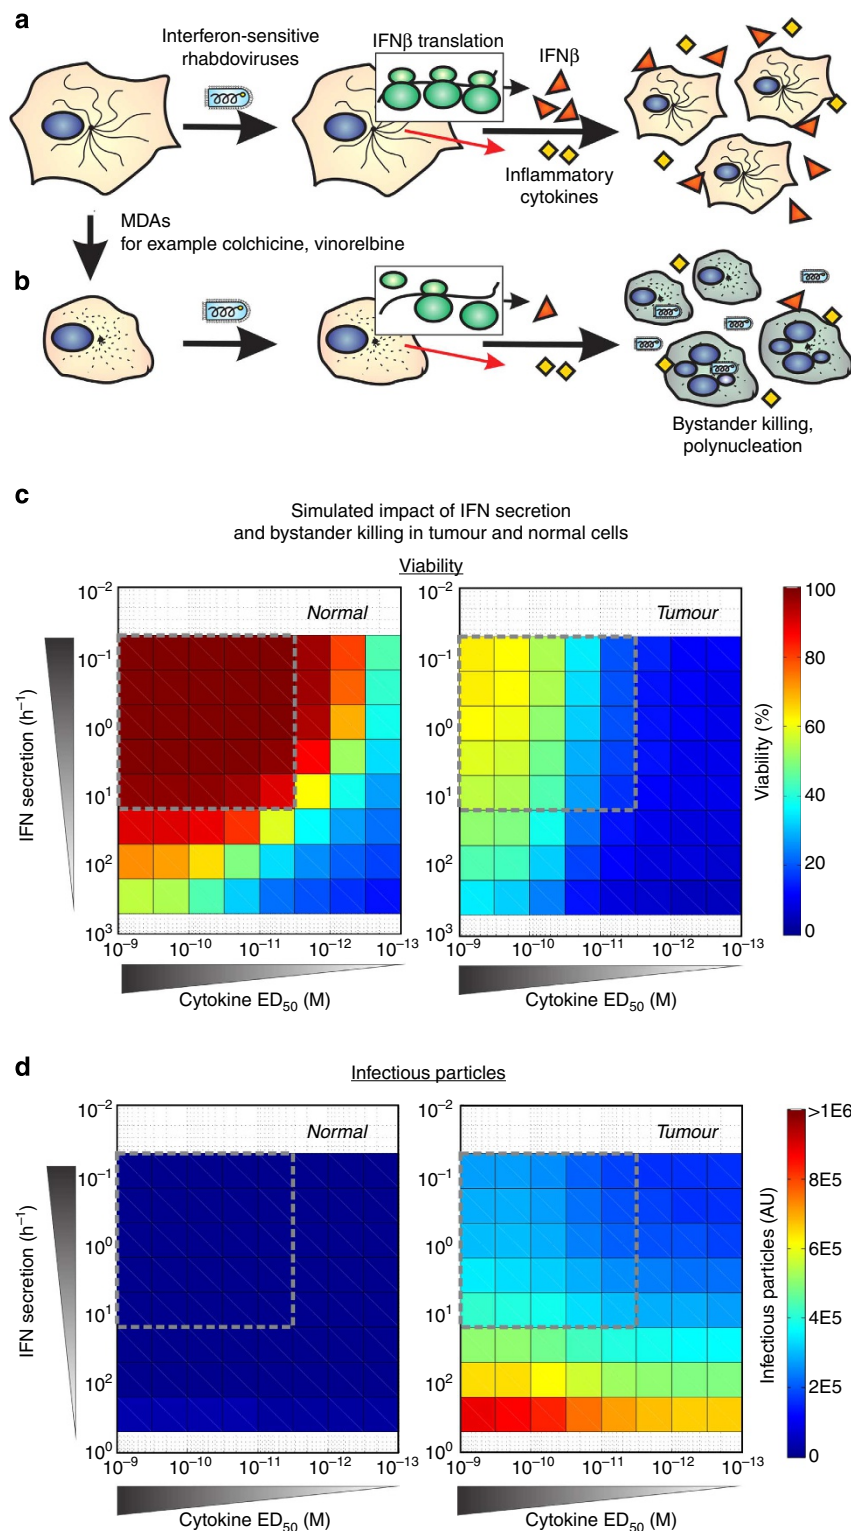 a
Interferon-sensitive
rhabdoviruses
IFNβ translation
IFNβ
Inflammatory
cytokines
MDAs
for example colchicine, vinorelbine
b
Bystander killing,
polynucleation
c
Simulated impact of IFN secretion
and bystander killing in tumour and normal cells
Viability
Normal
Tumour
IFN secretion (h⁻¹)
10⁻²
10⁻¹
10⁰
10¹
10²
10³
10⁻⁹
10⁻¹⁰
10⁻¹¹
10⁻¹²
10⁻¹³
Cytokine ED₅₀ (M)
10⁻²
10⁻¹
10⁰
10¹
10²
10³
10⁻⁹
10⁻¹⁰
10⁻¹¹
10⁻¹²
10⁻¹³
Cytokine ED₅₀ (M)
100
80
60
40
20
0
Viability (%)
d
Infectious particles
Normal
Tumour
IFN secretion (h⁻¹)
10⁻²
10⁻¹
10⁰
10¹
10²
10⁰
10⁻⁹
10⁻¹⁰
10⁻¹¹
10⁻¹²
10⁻¹³
Cytokine ED₅₀ (M)
10⁻²
10⁻¹
10⁰
10¹
10²
10⁰
10⁻⁹
10⁻¹⁰
10⁻¹¹
10⁻¹²
10⁻¹³
Cytokine ED₅₀ (M)
>1E6
8E5
6E5
4E5
2E5
0
Infectious particles (AU)